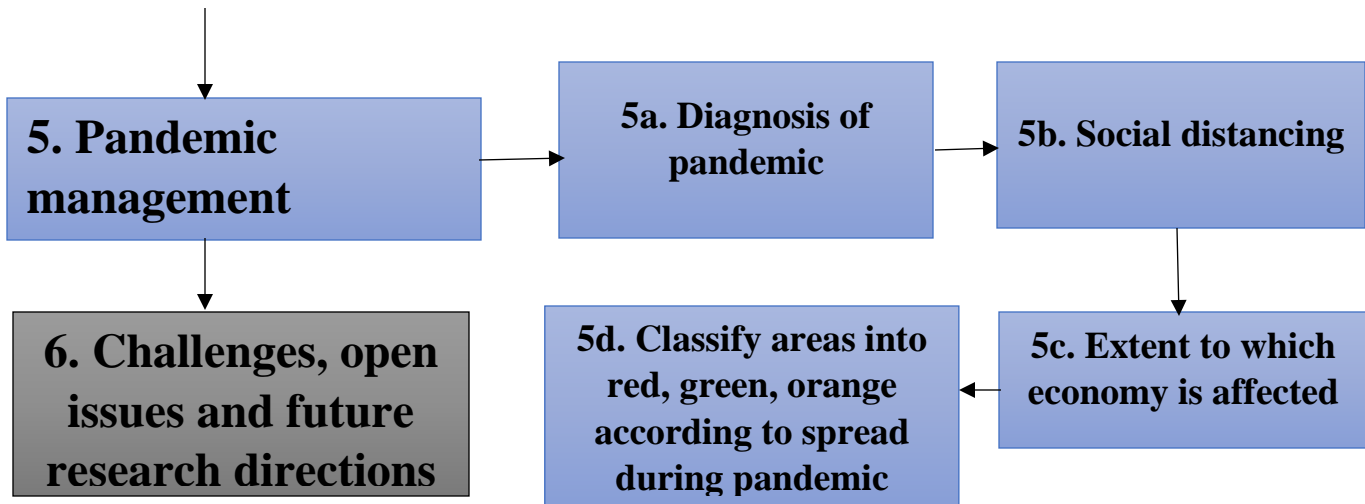 5. Pandemic
management
5a. Diagnosis of
pandemic
5b. Social distancing
5c. Extent to which
economy is affected
5d. Classify areas into
red, green, orange
according to spread
during pandemic
6. Challenges, open
issues and future
research directions